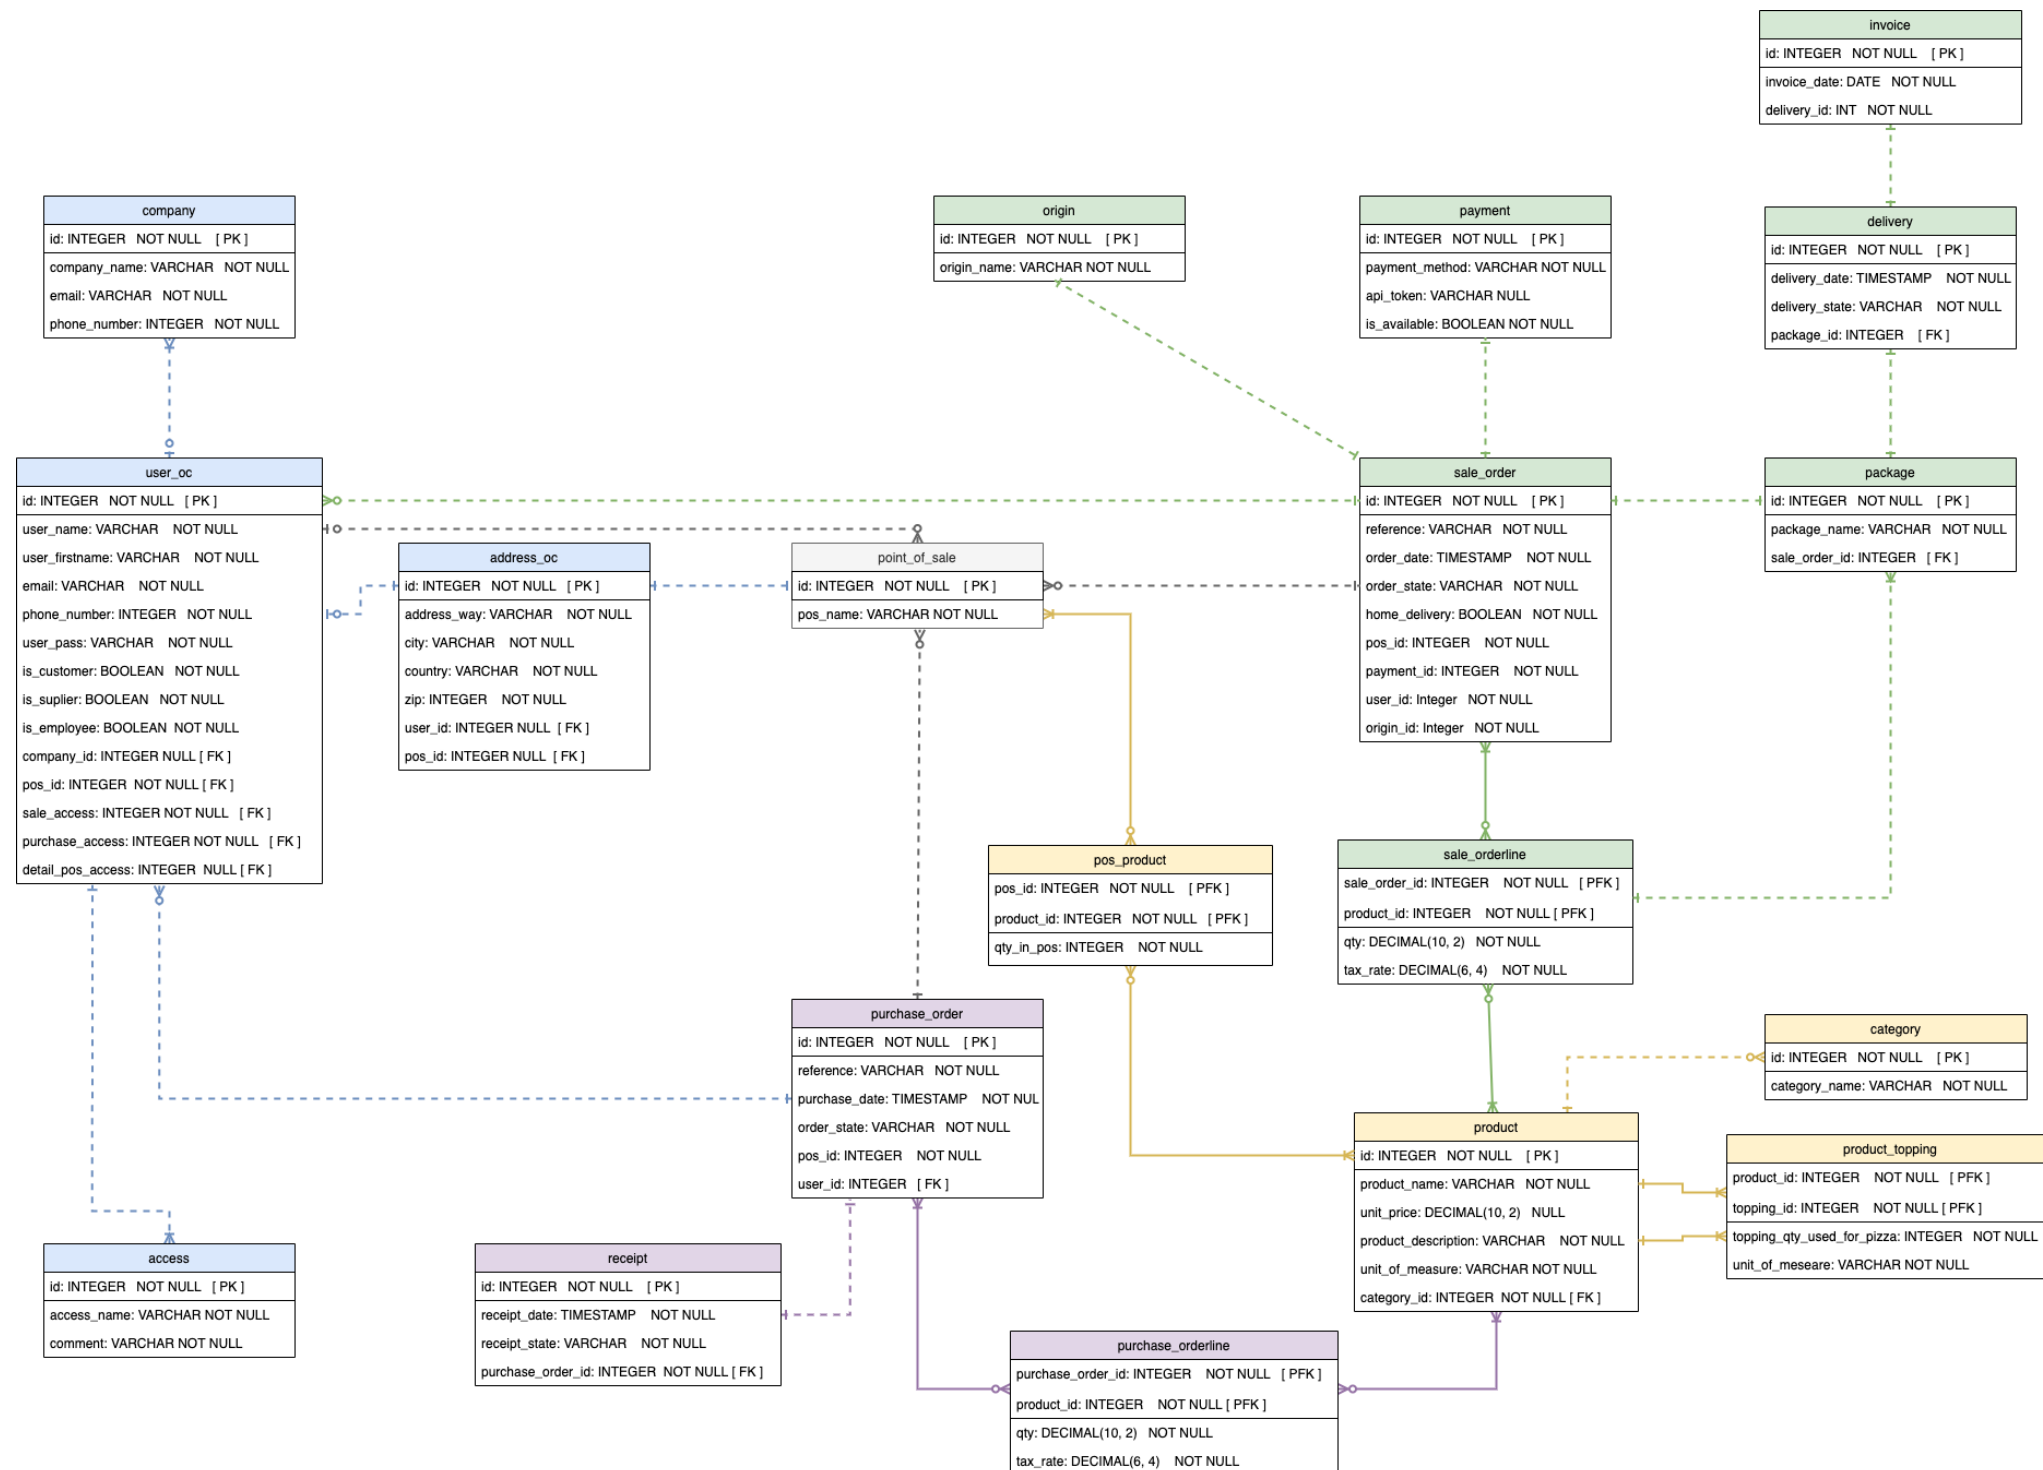 invoice
id: INTEGER NOT NULL [ PK ]
invoice_date: DATE NOT NULL
delivery_id: INT NOT NULL
company
id: INTEGER NOT NULL [ PK ]
company_name: VARCHAR NOT NULL
email: VARCHAR NOT NULL
phone_number: INTEGER NOT NULL
origin
id: INTEGER NOT NULL [ PK ]
origin_name: VARCHAR NOT NULL
payment
id: INTEGER NOT NULL [ PK ]
payment_method: VARCHAR NOT NULL
api_token: VARCHAR NULL
is_available: BOOLEAN NOT NULL
delivery
id: INTEGER NOT NULL [ PK ]
delivery_date: TIMESTAMP NOT NULL
delivery_state: VARCHAR NOT NULL
package_id: INTEGER [ FK ]
user_oc
id: INTEGER NOT NULL [ PK ]
user_name: VARCHAR NOT NULL
user_firstname: VARCHAR NOT NULL
email: VARCHAR NOT NULL
phone_number: INTEGER NOT NULL
user_pass: VARCHAR NOT NULL
is_customer: BOOLEAN NOT NULL
is_suplier: BOOLEAN NOT NULL
is_employee: BOOLEAN NOT NULL
company_id: INTEGER NULL [ FK ]
pos_id: INTEGER NOT NULL [ FK ]
sale_access: INTEGER NOT NULL [ FK ]
purchase_access: INTEGER NOT NULL [ FK ]
detail_pos_access: INTEGER NULL [ FK ]
address_oc
id: INTEGER NOT NULL [ PK ]
address_way: VARCHAR NOT NULL
city: VARCHAR NOT NULL
country: VARCHAR NOT NULL
zip: INTEGER NOT NULL
user_id: INTEGER NULL [ FK ]
pos_id: INTEGER NULL [ FK ]
point_of_sale
id: INTEGER NOT NULL [ PK ]
pos_name: VARCHAR NOT NULL
sale_order
id: INTEGER NOT NULL [ PK ]
reference: VARCHAR NOT NULL
order_date: TIMESTAMP NOT NULL
order_state: VARCHAR NOT NULL
home_delivery: BOOLEAN NOT NULL
pos_id: INTEGER NOT NULL
payment_id: INTEGER NOT NULL
user_id: Integer NOT NULL
origin_id: Integer NOT NULL
package
id: INTEGER NOT NULL [ PK ]
package_name: VARCHAR NOT NULL
sale_order_id: INTEGER [ FK ]
pos_product
pos_id: INTEGER NOT NULL [ PFK ]
product_id: INTEGER NOT NULL [ PFK ]
qty_in_pos: INTEGER NOT NULL
sale_orderline
sale_order_id: INTEGER NOT NULL [ PFK ]
product_id: INTEGER NOT NULL [ PFK ]
qty: DECIMAL(10, 2) NOT NULL
tax_rate: DECIMAL(6, 4) NOT NULL
purchase_order
id: INTEGER NOT NULL [ PK ]
reference: VARCHAR NOT NULL
purchase_date: TIMESTAMP NOT NUL
order_state: VARCHAR NOT NULL
pos_id: INTEGER NOT NULL
user_id: INTEGER [ FK ]
category
id: INTEGER NOT NULL [ PK ]
category_name: VARCHAR NOT NULL
product
id: INTEGER NOT NULL [ PK ]
product_name: VARCHAR NOT NULL
unit_price: DECIMAL(10, 2) NULL
product_description: VARCHAR NOT NULL
unit_of_measure: VARCHAR NOT NULL
category_id: INTEGER NOT NULL [ FK ]
product_topping
product_id: INTEGER NOT NULL [ PFK ]
topping_id: INTEGER NOT NULL [ PFK ]
topping_qty_used_for_pizza: INTEGER NOT NULL
unit_of_meseare: VARCHAR NOT NULL
access
id: INTEGER NOT NULL [ PK ]
access_name: VARCHAR NOT NULL
comment: VARCHAR NOT NULL
receipt
id: INTEGER NOT NULL [ PK ]
receipt_date: TIMESTAMP NOT NULL
receipt_state: VARCHAR NOT NULL
purchase_order_id: INTEGER NOT NULL [ FK ]
purchase_orderline
purchase_order_id: INTEGER NOT NULL [ PFK ]
product_id: INTEGER NOT NULL [ PFK ]
qty: DECIMAL(10, 2) NOT NULL
tax_rate: DECIMAL(6, 4) NOT NULL